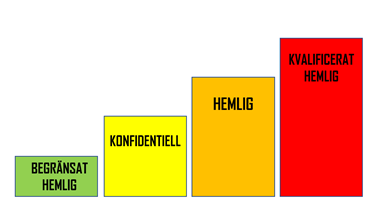 BEGRÄNSAT
HEMLIG
KONFIDENTIELL
HEMLIG
KVALIFICERAT
HEMLIG